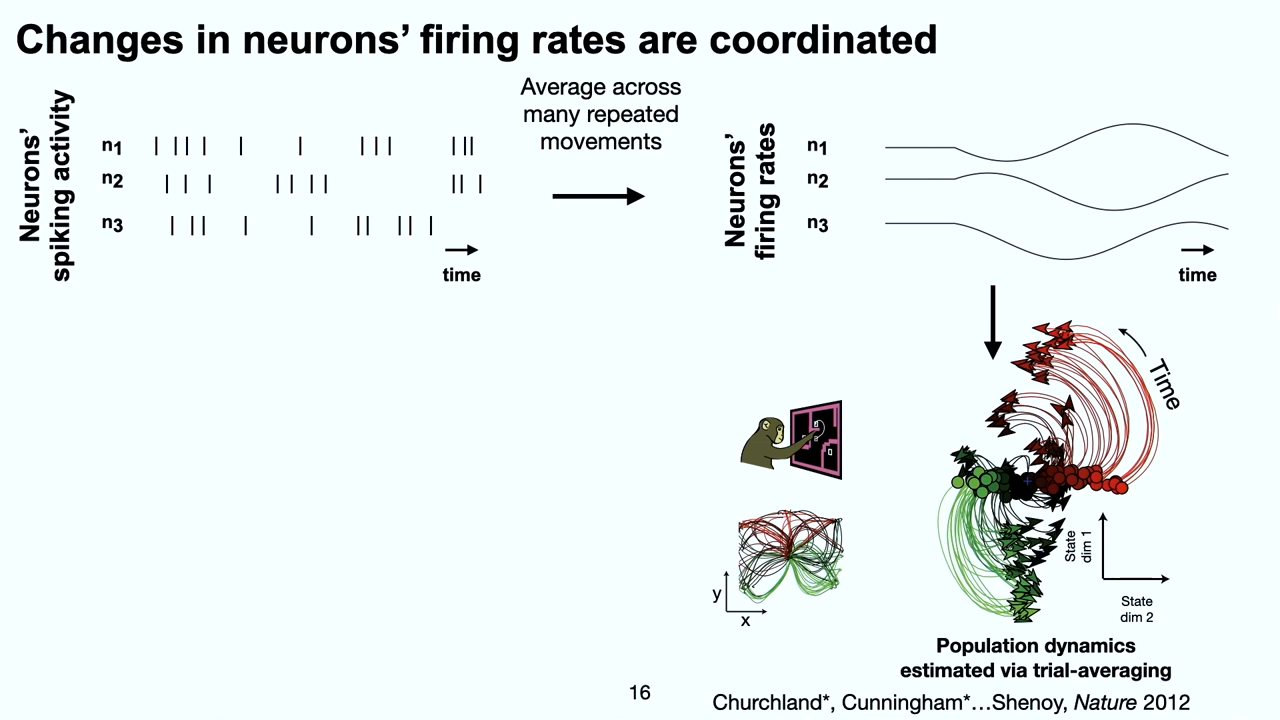 Changes in neurons’ firing rates are coordinated
Neurons’
spiking activity
n1
n2
n3
time
Average across
many repeated
movements
Neurons’
firing rates
n1
n2
n3
time
Time
y
x
State
dim 1
State
dim 2
Population dynamics
estimated via trial-averaging
16
Churchland*, Cunningham*…Shenoy, Nature 2012